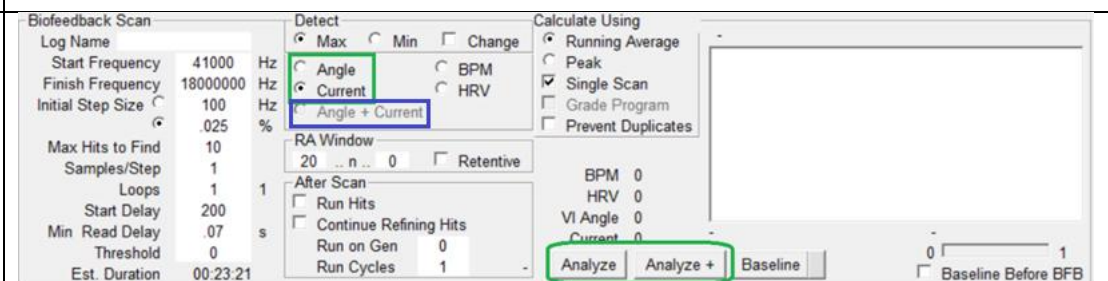 Biofeedback Scan
Log Name
Start Frequency 41000 Hz
Finish Frequency 18000000 Hz
Initial Step Size 100 Hz
.025 %
Max Hits to Find 10
Samples/Step 1
Loops 1 1
Start Delay 200
Min Read Delay .07 s
Threshold 0
Est. Duration 00:23:21
Detect
Max Min Change
Angle BPM
Current HRV
Angle + Current
RA Window
20 .. n .. 0 Retentive
After Scan
Run Hits
Continue Refining Hits
Run on Gen 0
Run Cycles 1 -
Calculate Using
Running Average
Peak
Single Scan
Grade Program
Prevent Duplicates
BPM 0
HRV 0
VI Angle 0
Current 0
Analyze Analyze + Baseline
-
- -
0 1
Baseline Before BFB